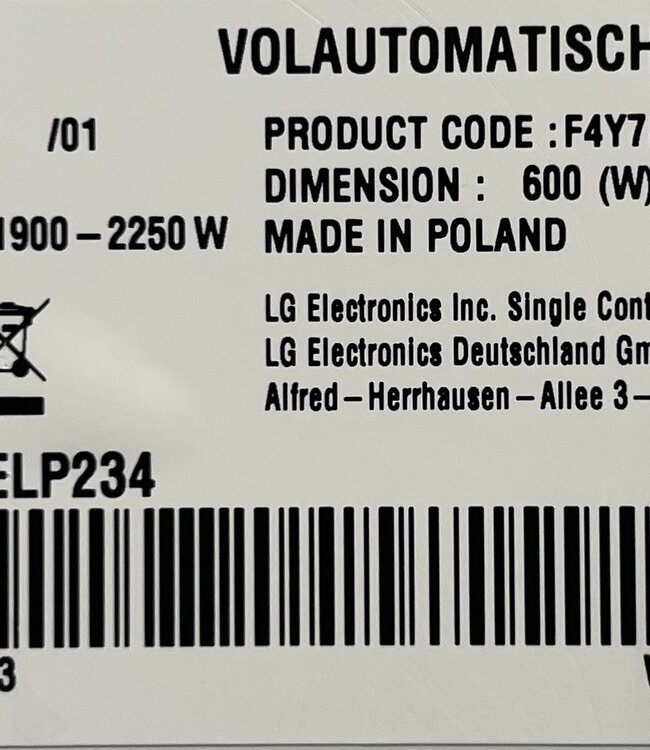 VOLAUTOMATISCH
/01
PRODUCT CODE : F4Y7
DIMENSION : 600 (W)
1900 – 2250 W
MADE IN POLAND
LG Electronics Inc. Single Cont
LG Electronics Deutschland Gm
Alfred – Herrhausen – Allee 3 –
ELP234
3